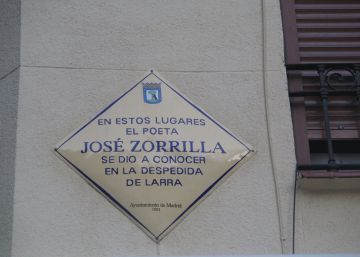 EN ESTOS LUGARES
EL POETA
JOSÉ ZORRILLA
SE DIO A CONOCER
EN LA DESPEDIDA
DE LARRA
Ayuntamiento de Madrid